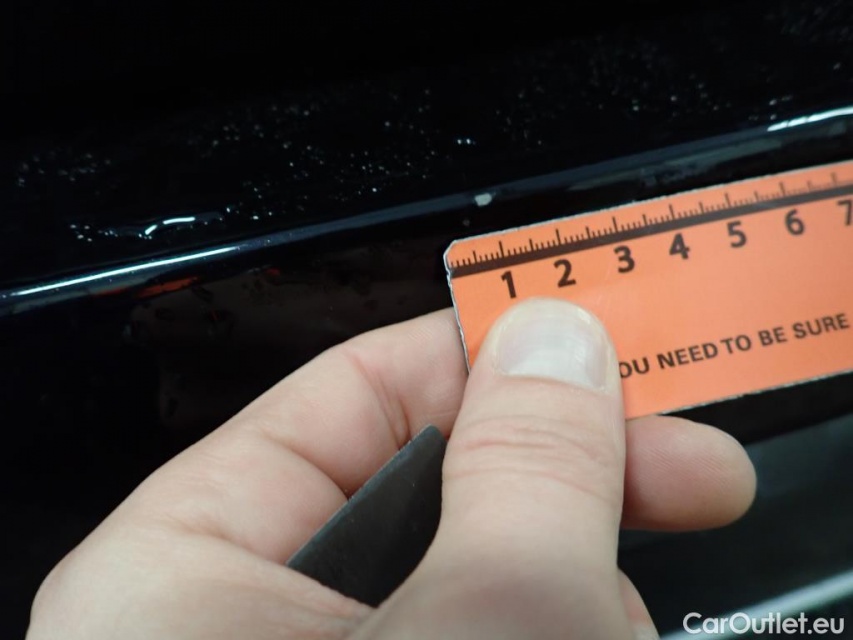 1 2 3 4 5 6 7
OU NEED TO BE SURE
CarOutlet.eu